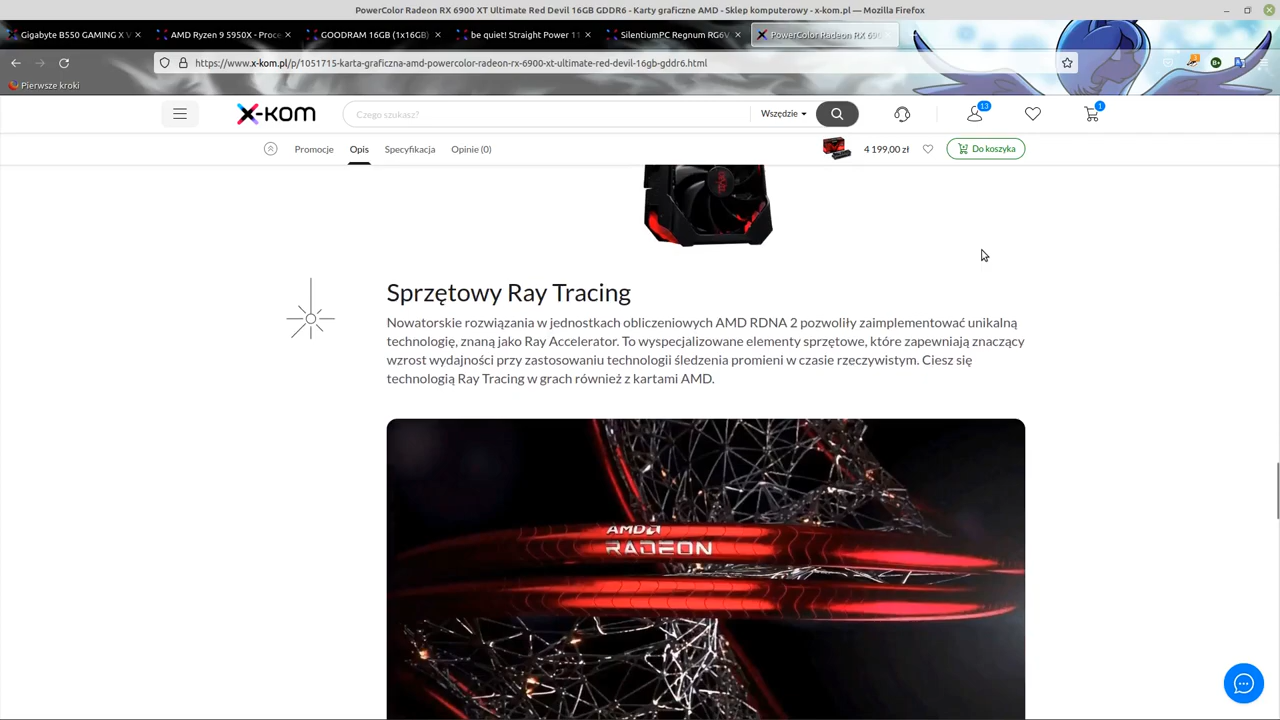 PowerColor Radeon RX 6900 XT Ultimate Red Devil 16GB GDDR6 - Karty graficzne AMD - Sklep komputerowy - x-kom.pl — Mozilla Firefox
Gigabyte B550 GAMING X V
AMD Ryzen 9 5950X - Proce
GOODRAM 16GB (1x16GB)
be quiet! Straight Power 11
SilentiumPC Regnum RG6V
PowerColor Radeon RX 690
https://www.x-kom.pl/p/1051715-karta-graficzna-amd-powercolor-radeon-rx-6900-xt-ultimate-red-devil-16gb-gddr6.html
Pierwsze kroki
x-kom
Czego szukasz?
Wszędzie
13
1
Promocje
Opis
Specyfikacja
Opinie (0)
4 199,00 zł
Do koszyka
Sprzętowy Ray Tracing
Nowatorskie rozwiązania w jednostkach obliczeniowych AMD RDNA 2 pozwoliły zaimplementować unikalną
technologię, znaną jako Ray Accelerator. To wyspecjalizowane elementy sprzętowe, które zapewniają znaczący
wzrost wydajności przy zastosowaniu technologii śledzenia promieni w czasie rzeczywistym. Ciesz się
technologią Ray Tracing w grach również z kartami AMD.
AMD
RADEON